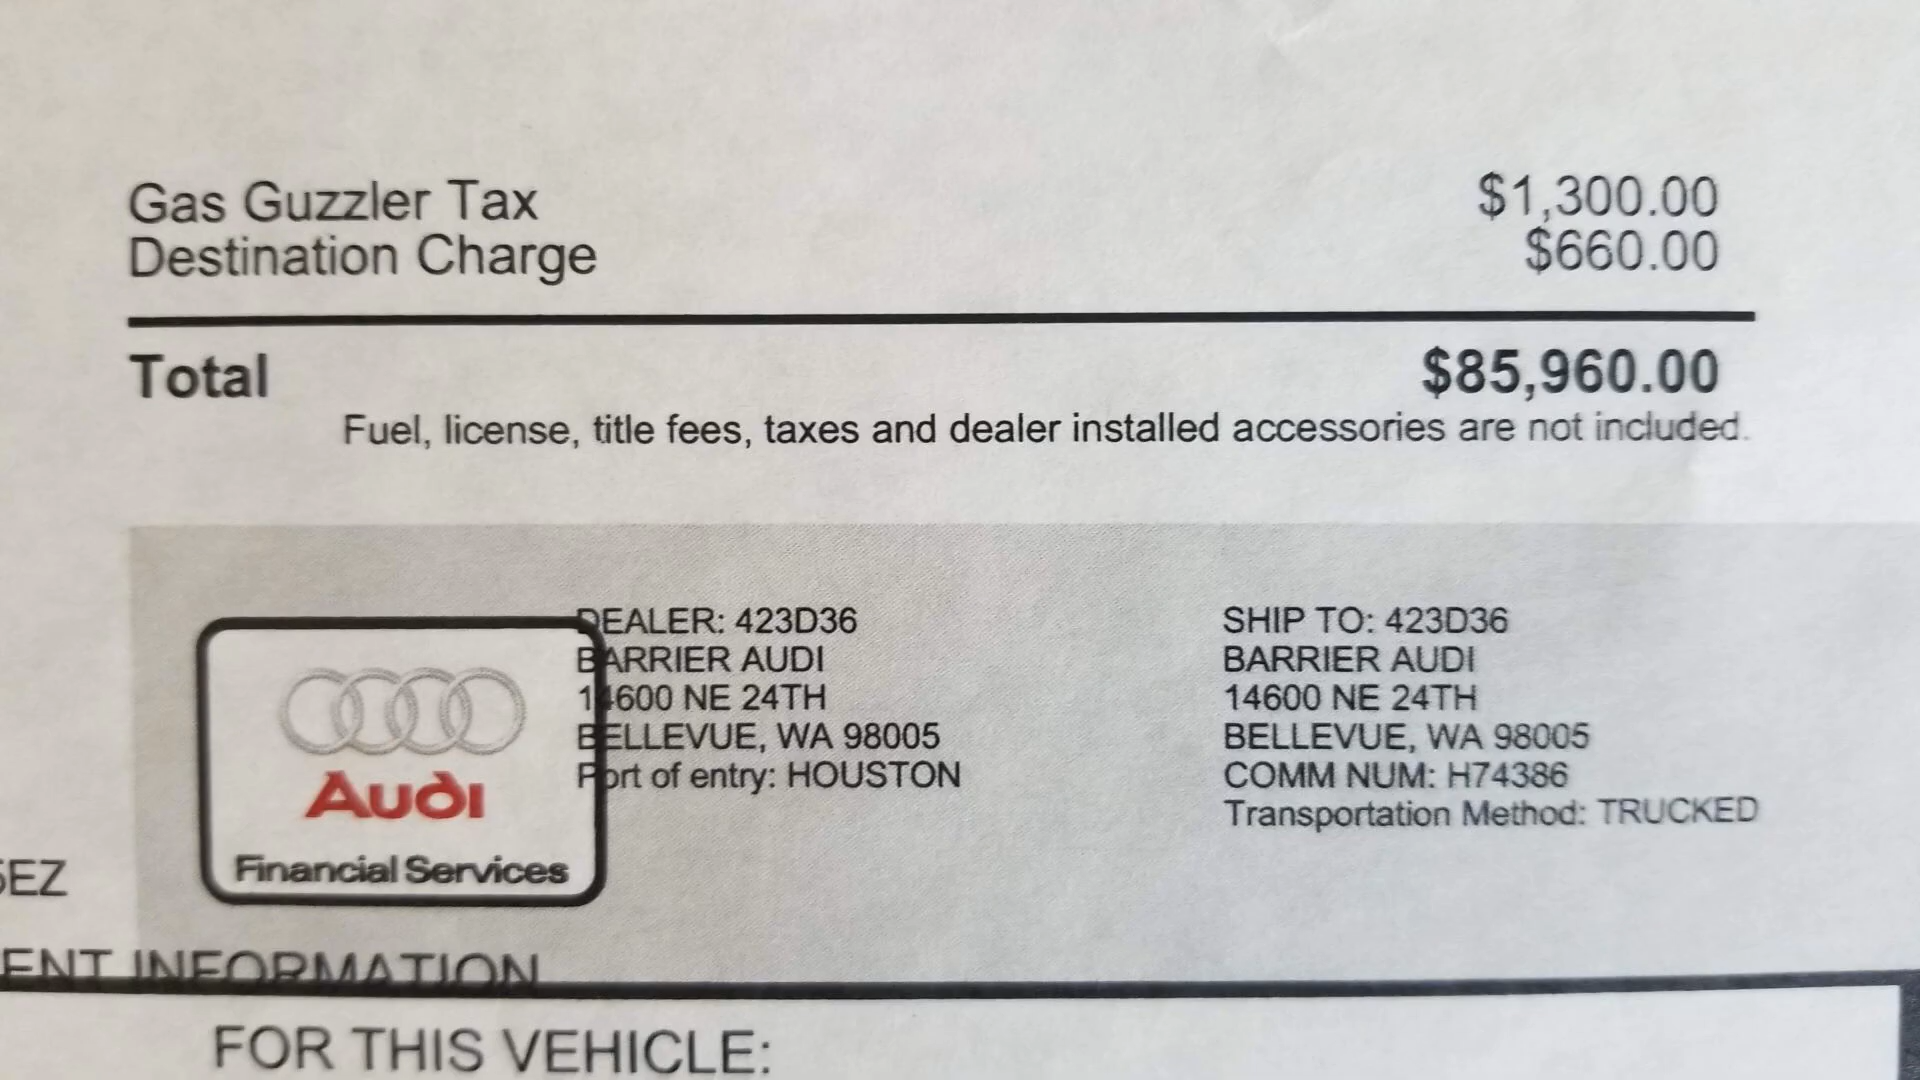 Gas Guzzler Tax $1,300.00
Destination Charge $660.00
Total $85,960.00
Fuel, license, title fees, taxes and dealer installed accessories are not included.
DEALER: 423D36
BARRIER AUDI
14600 NE 24TH
BELLEVUE, WA 98005
Port of entry: HOUSTON
SHIP TO: 423D36
BARRIER AUDI
14600 NE 24TH
BELLEVUE, WA 98005
COMM NUM: H74386
Transportation Method: TRUCKED
Audi
Financial Services
EZ
ENT INFORMATION
FOR THIS VEHICLE: